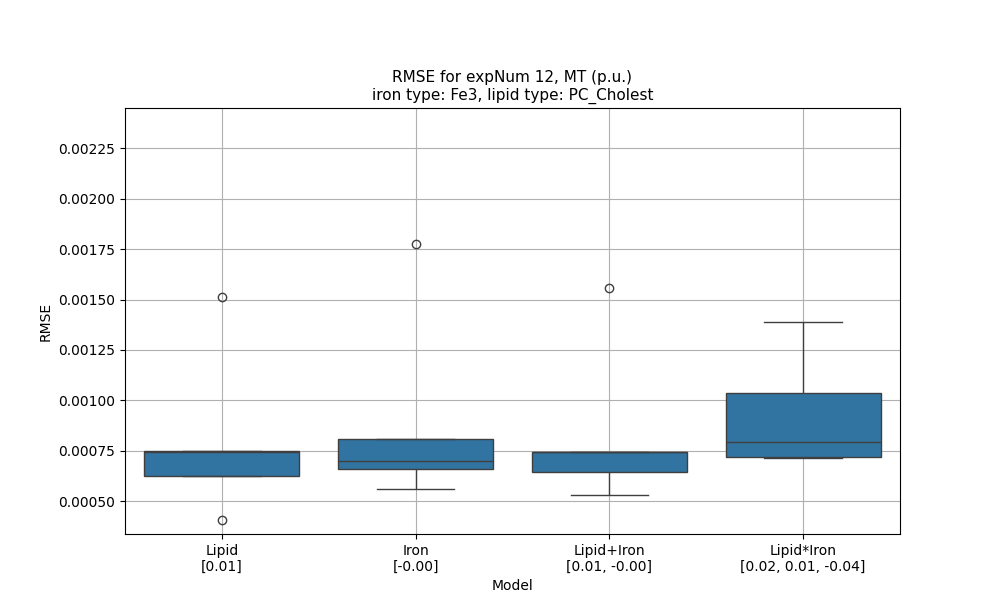 RMSE for expNum 12, MT (p.u.)
iron type: Fe3, lipid type: PC_Cholest
0.00225
0.00200
0.00175
0.00150
0.00125
0.00100
0.00075
0.00050
RMSE
Lipid
[0.01]
Iron
[-0.00]
Lipid+Iron
[0.01, -0.00]
Lipid*Iron
[0.02, 0.01, -0.04]
Model